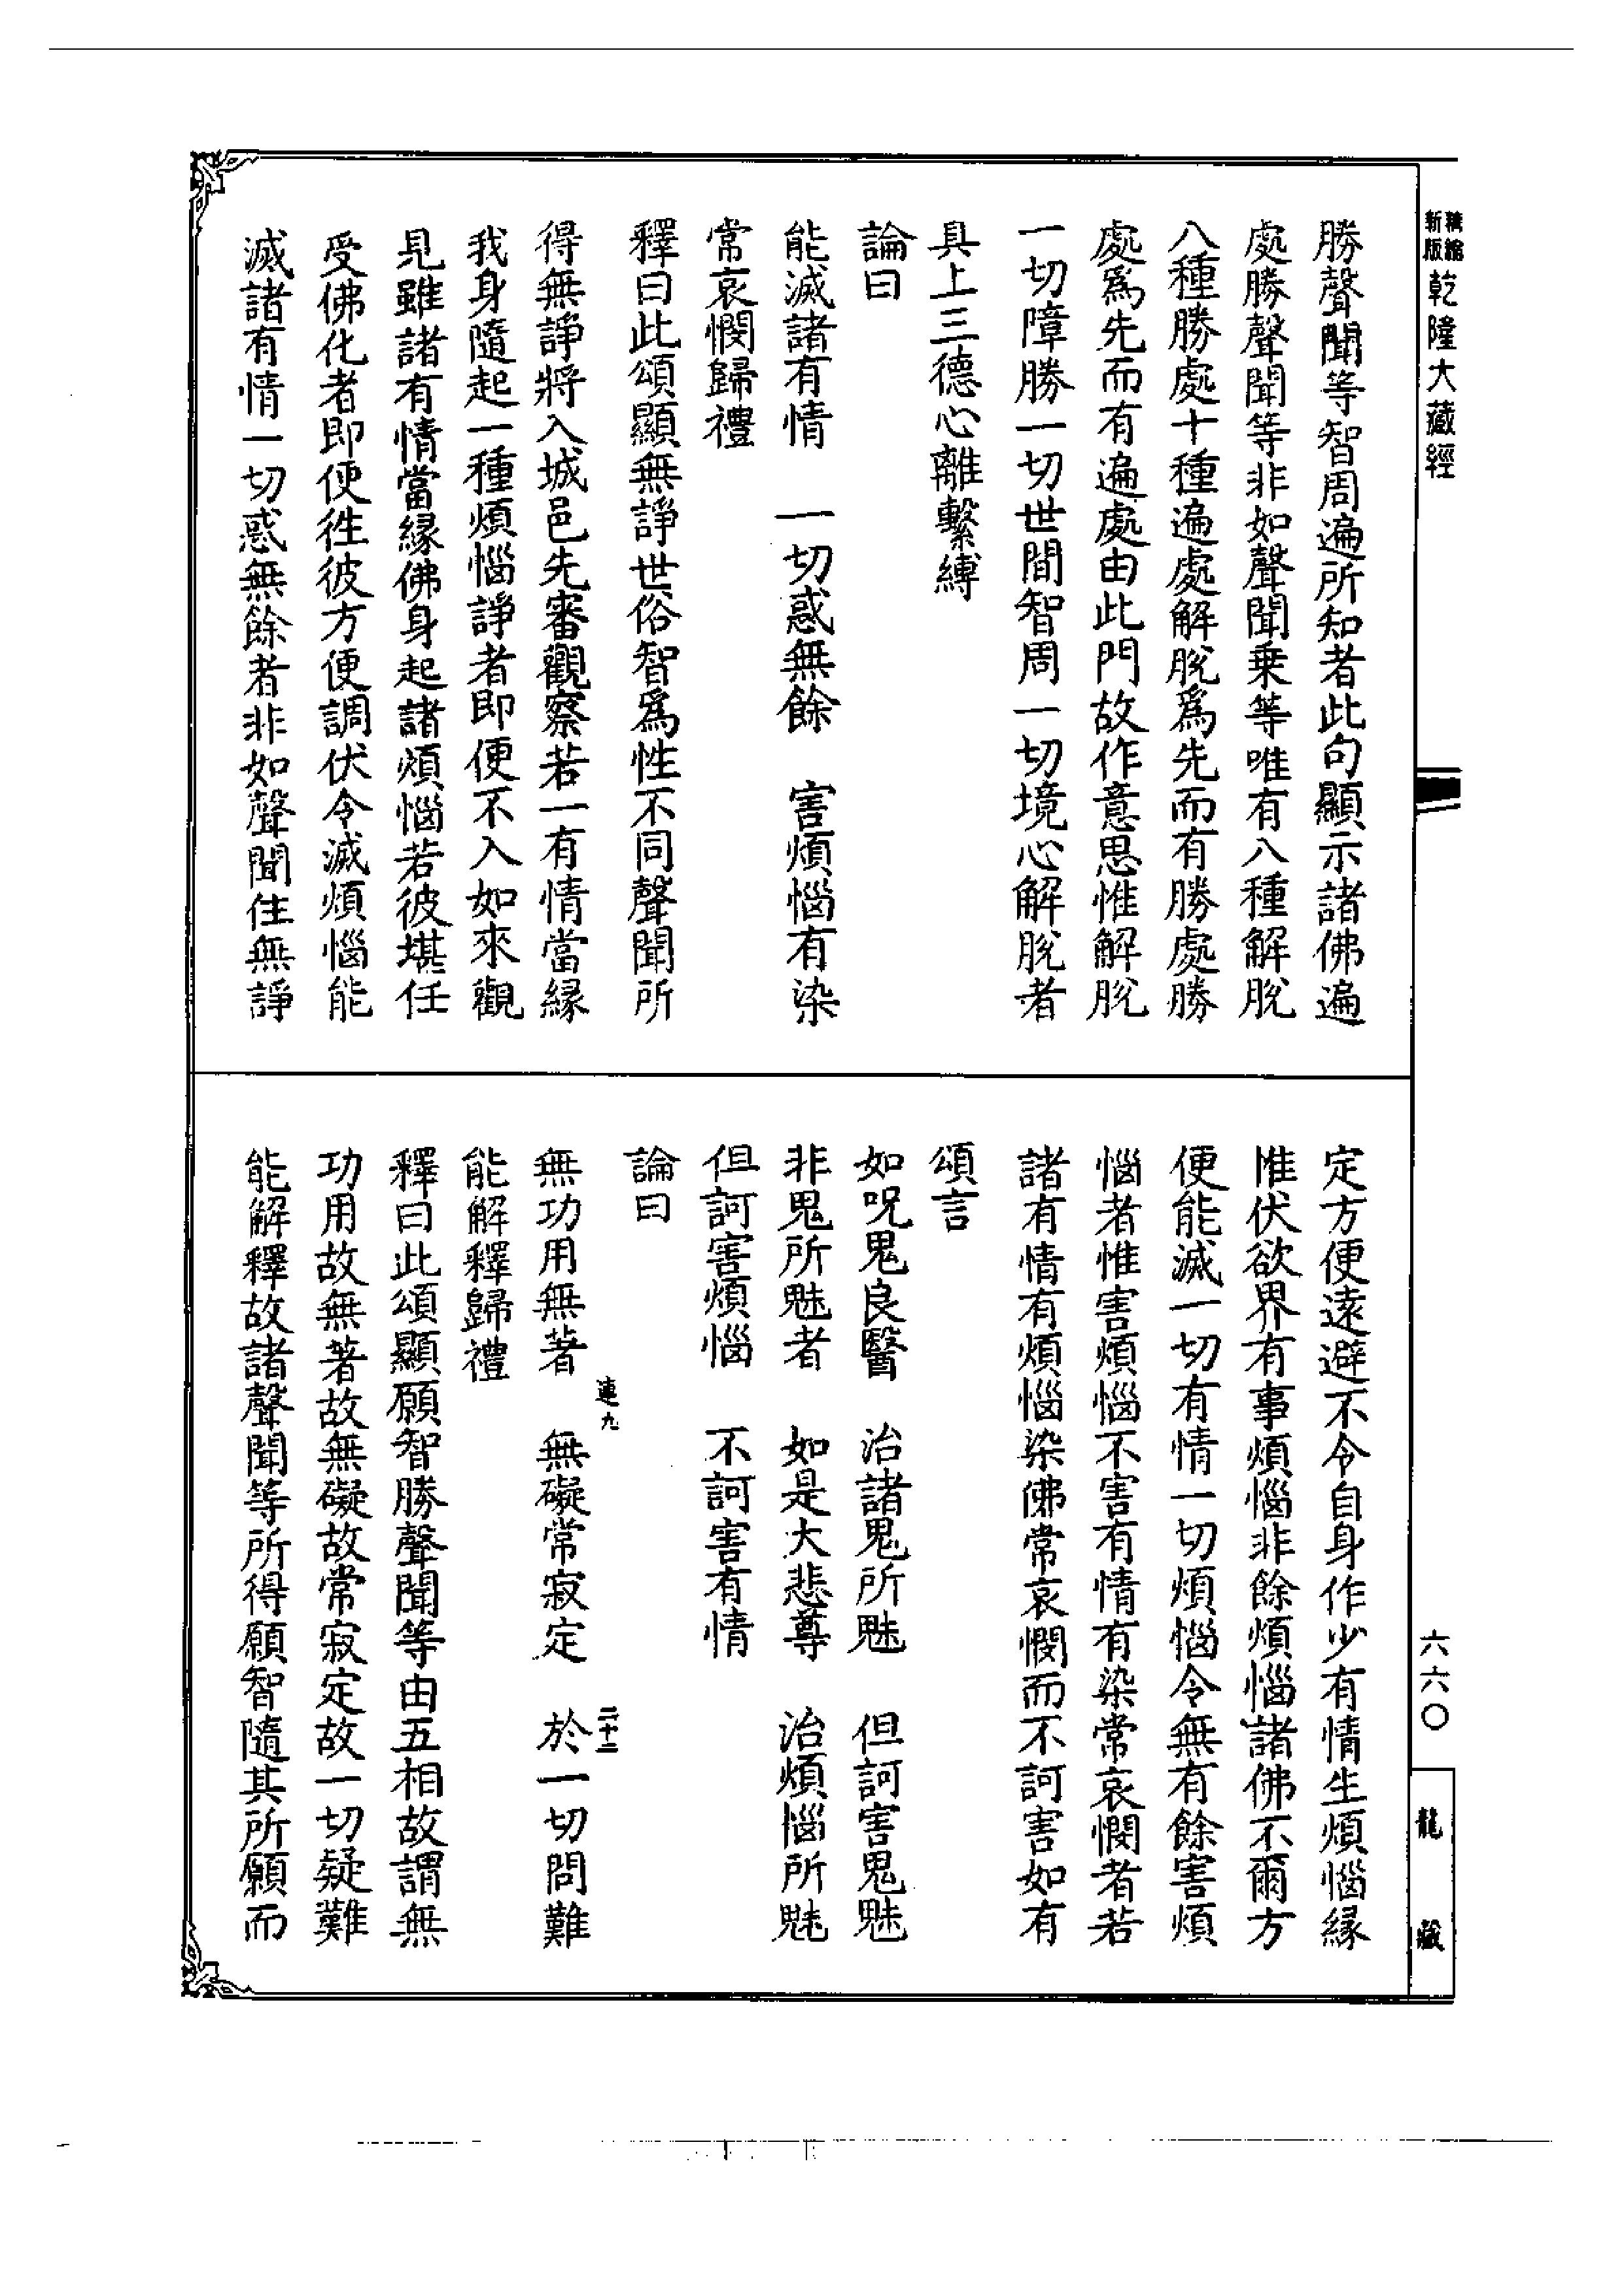 精縮新版 乾隆大藏經
勝聲聞等智周遍所知者此句顯示諸佛遍
處勝聲聞等非如聲聞乗等唯有八種解脫
八種勝處十種遍處解脫爲先而有勝處勝
處爲先而有遍處由此門故作意思惟解脫
一切障勝一切世間智周一切境心解脫者
具上三德心離繫縛
論曰
能滅諸有情　一切惑無餘　害煩惱有染
常哀愍歸禮
釋曰此頌顯無諍世俗智爲性不同聲聞所
得無諍將入城邑先審觀察若一有情當縁
我身隨起一種煩惱諍者即便不入如來觀
見雖諸有情當縁佛身起諸煩惱若彼堪任
受佛化者即便徃彼方便調伏令滅煩惱能
滅諸有情一切惑無餘者非如聲聞住無諍
定方便遠避不令自身作少有情生煩惱縁
惟伏欲界有事煩惱非餘煩惱諸佛不爾方
便能滅一切有情一切煩惱令無有餘害煩
惱者惟害煩惱不害有情有染常哀愍者若
諸有情有煩惱染佛常哀愍而不訶害如有
頌言
如呪鬼良醫　治諸鬼所魅　但訶害鬼魅
非鬼所魅者　如是大悲尊　治煩惱所魅
但訶害煩惱　不訶害有情
論曰
連九　二十二
無功用無著　無礙常寂定　於一切問難
能解釋歸禮
釋曰此頌顯願智勝聲聞等由五相故謂無
功用故無著故無礙故常寂定故一切疑難
能解釋故諸聲聞等所得願智隨其所願而
六六〇
龍藏